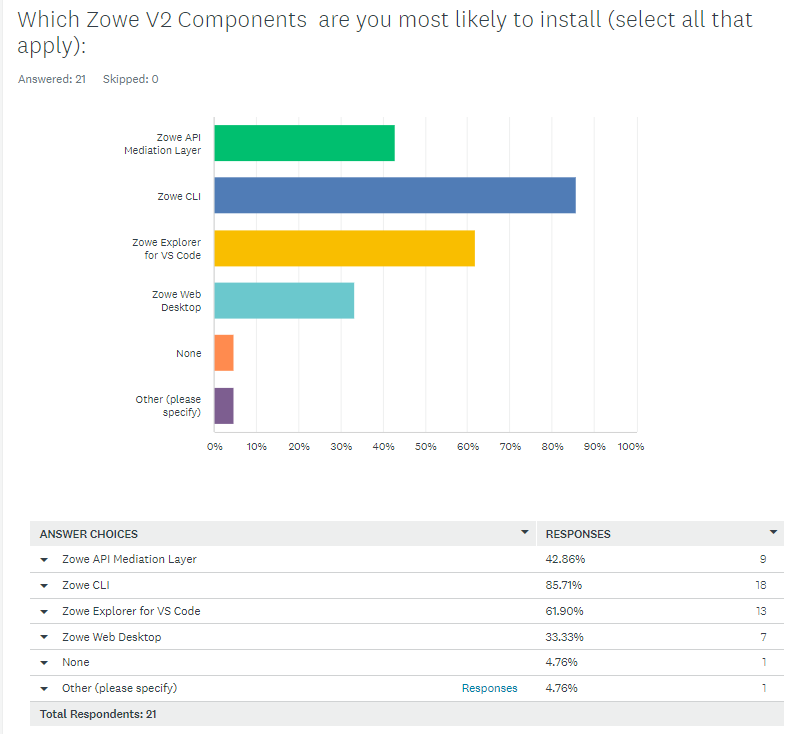 Which Zowe V2 Components are you most likely to install (select all that
apply):
Answered: 21 Skipped: 0
Zowe API
Mediation Layer
Zowe CLI
Zowe Explorer
for VS Code
Zowe Web
Desktop
None
Other (please
specify)
0% 10% 20% 30% 40% 50% 60% 70% 80% 90% 100%
ANSWER CHOICES RESPONSES
Zowe API Mediation Layer 42.86% 9
Zowe CLI 85.71% 18
Zowe Explorer for VS Code 61.90% 13
Zowe Web Desktop 33.33% 7
None 4.76% 1
Other (please specify) Responses 4.76% 1
Total Respondents: 21